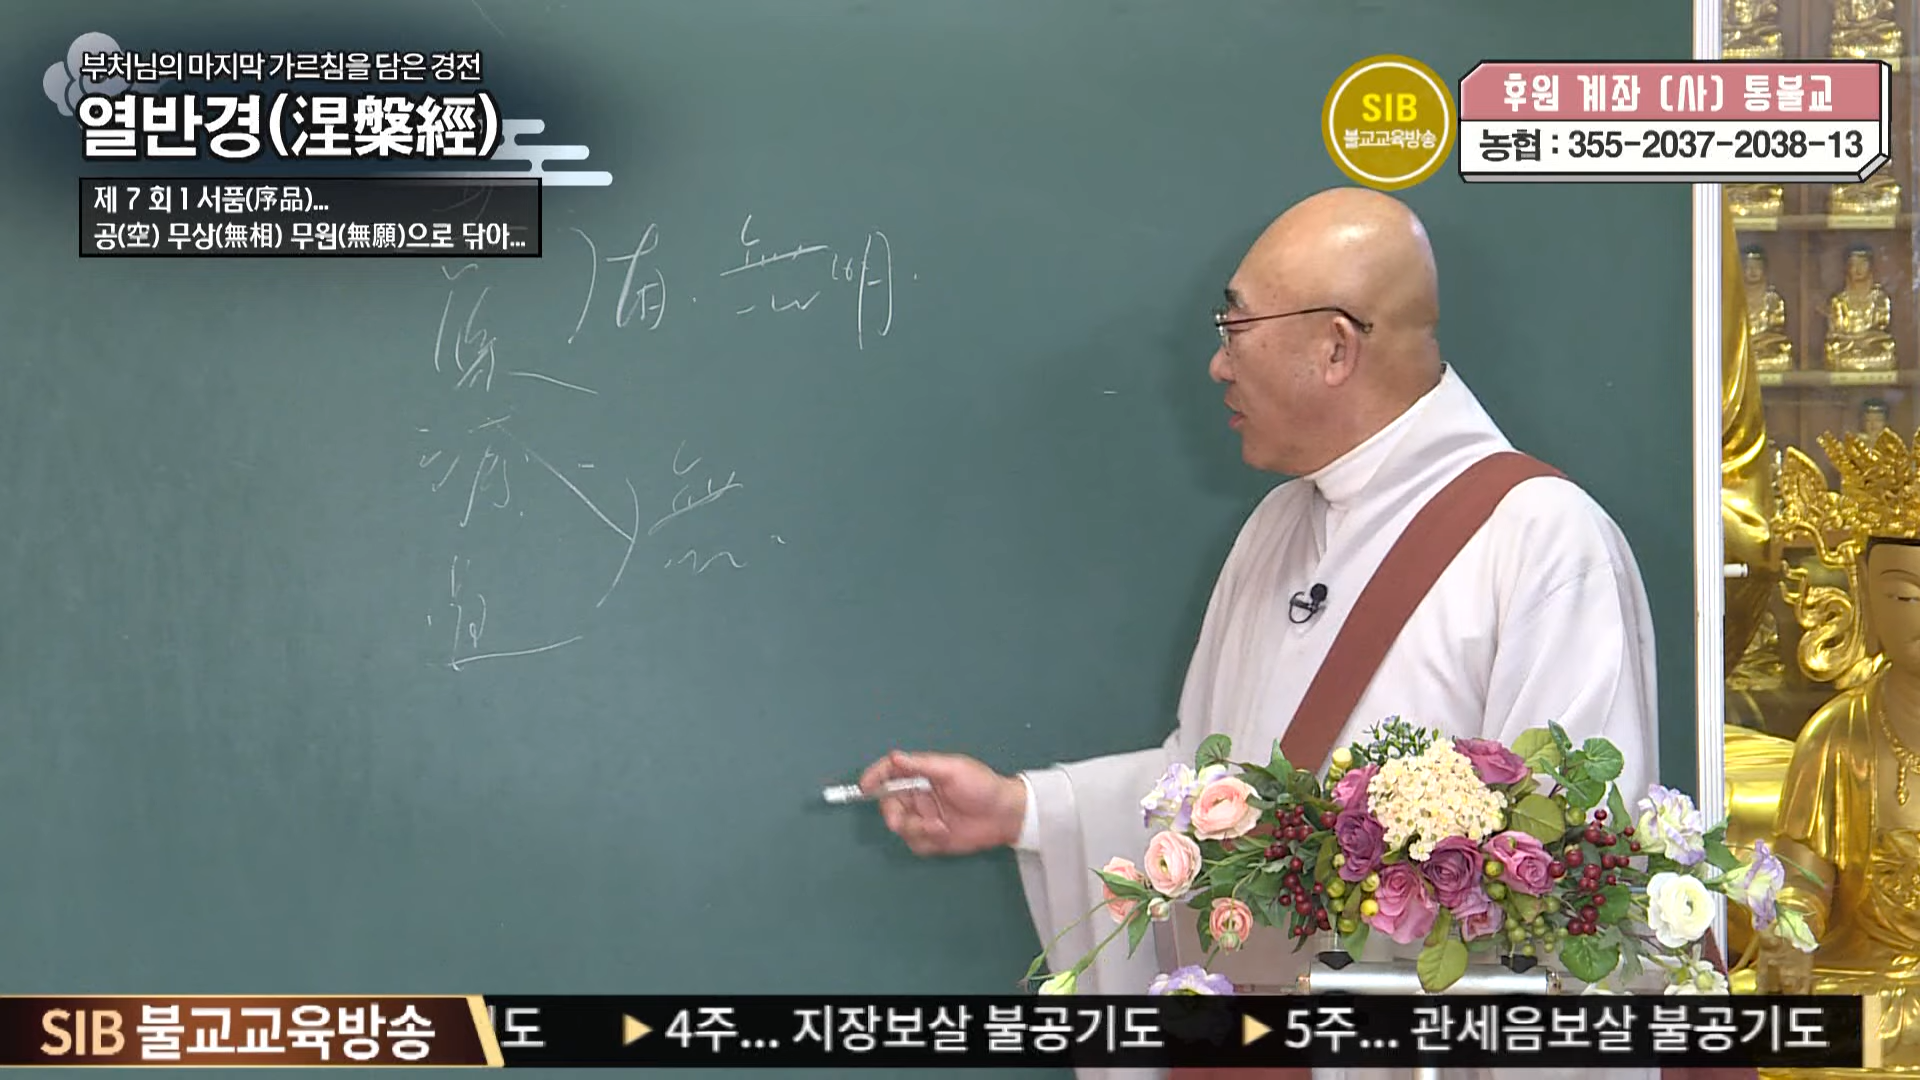 부처님의 마지막 가르침을 담은 경전
열반경(涅槃經)
제 7 회 l 서품(序品)...
공(空) 무상(無相) 무원(無願)으로 닦아...
SIB
불교교육방송
후원 계좌 (사) 통불교
농협 : 355-2037-2038-13
有. 無明.
無.
SIB 불교교육방송
도 ▶ 4주... 지장보살 불공기도 ▶ 5주... 관세음보살 불공기도